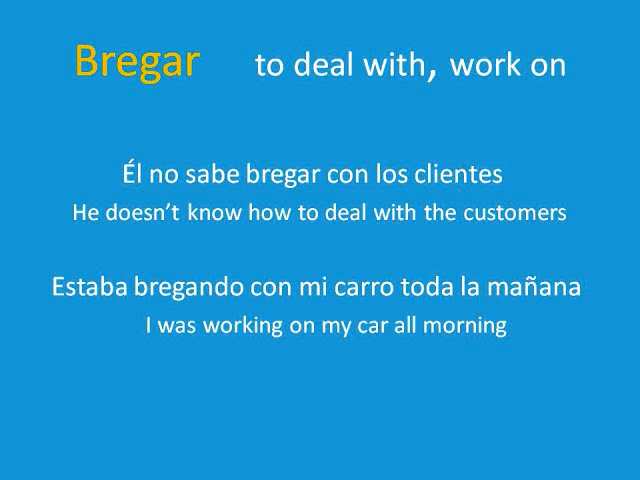 Bregar to deal with, work on
Él no sabe bregar con los clientes
He doesn't know how to deal with the customers
Estaba bregando con mi carro toda la mañana
I was working on my car all morning